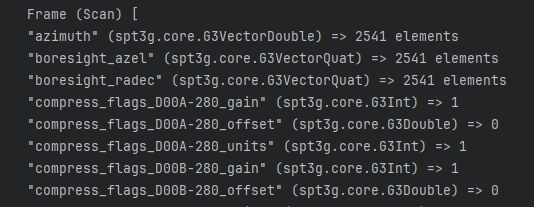 Frame (Scan) [
"azimuth" (spt3g.core.G3VectorDouble) => 2541 elements
"boresight_azel" (spt3g.core.G3VectorQuat) => 2541 elements
"boresight_radec" (spt3g.core.G3VectorQuat) => 2541 elements
"compress_flags_D00A-280_gain" (spt3g.core.G3Int) => 1
"compress_flags_D00A-280_offset" (spt3g.core.G3Double) => 0
"compress_flags_D00A-280_units" (spt3g.core.G3Int) => 1
"compress_flags_D00B-280_gain" (spt3g.core.G3Int) => 1
"compress_flags_D00B-280_offset" (spt3g.core.G3Double) => 0